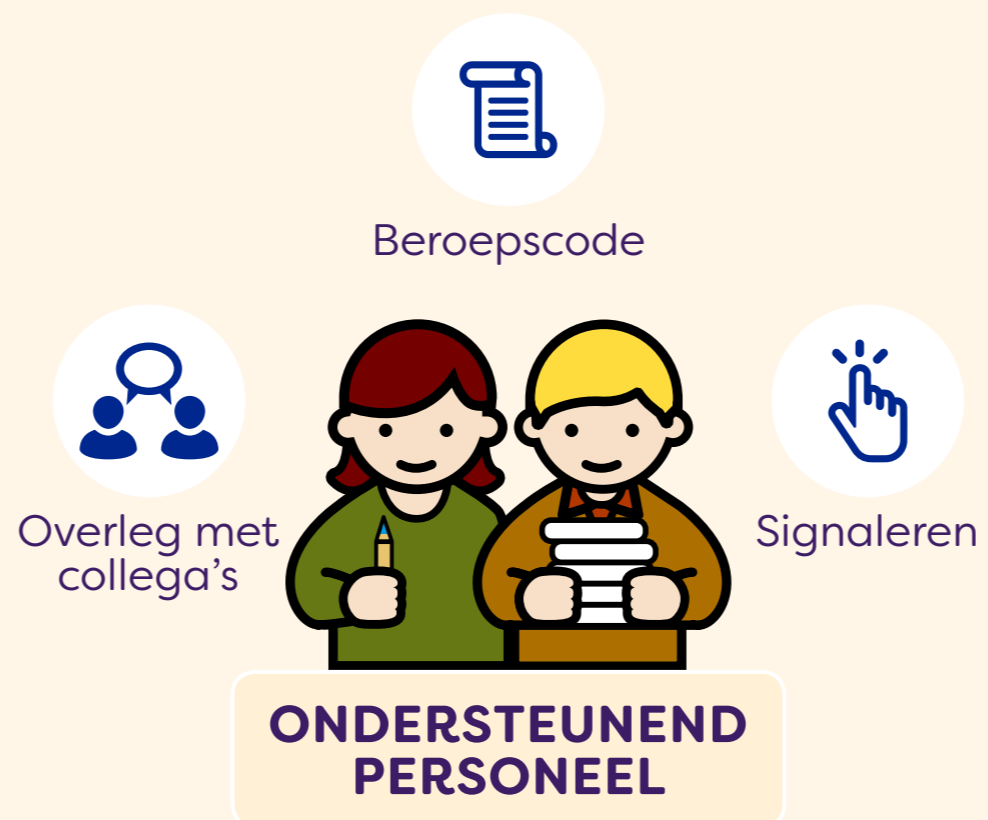 Beroepscode
Overleg met
collega's
Signaleren
ONDERSTEUNEND
PERSONEEL